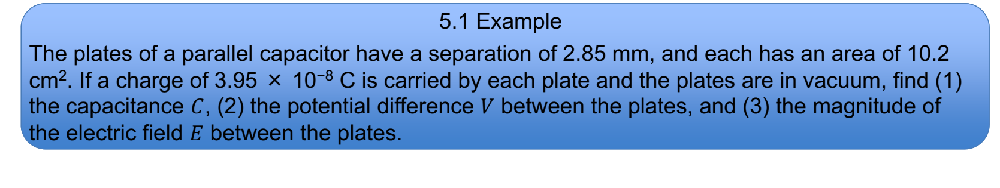 5.1 Example
The plates of a parallel capacitor have a separation of 2.85 mm, and each has an area of 10.2
cm². If a charge of 3.95 × 10⁻⁸ C is carried by each plate and the plates are in vacuum, find (1)
the capacitance 𝐶, (2) the potential difference 𝑉 between the plates, and (3) the magnitude of
the electric field 𝐸 between the plates.